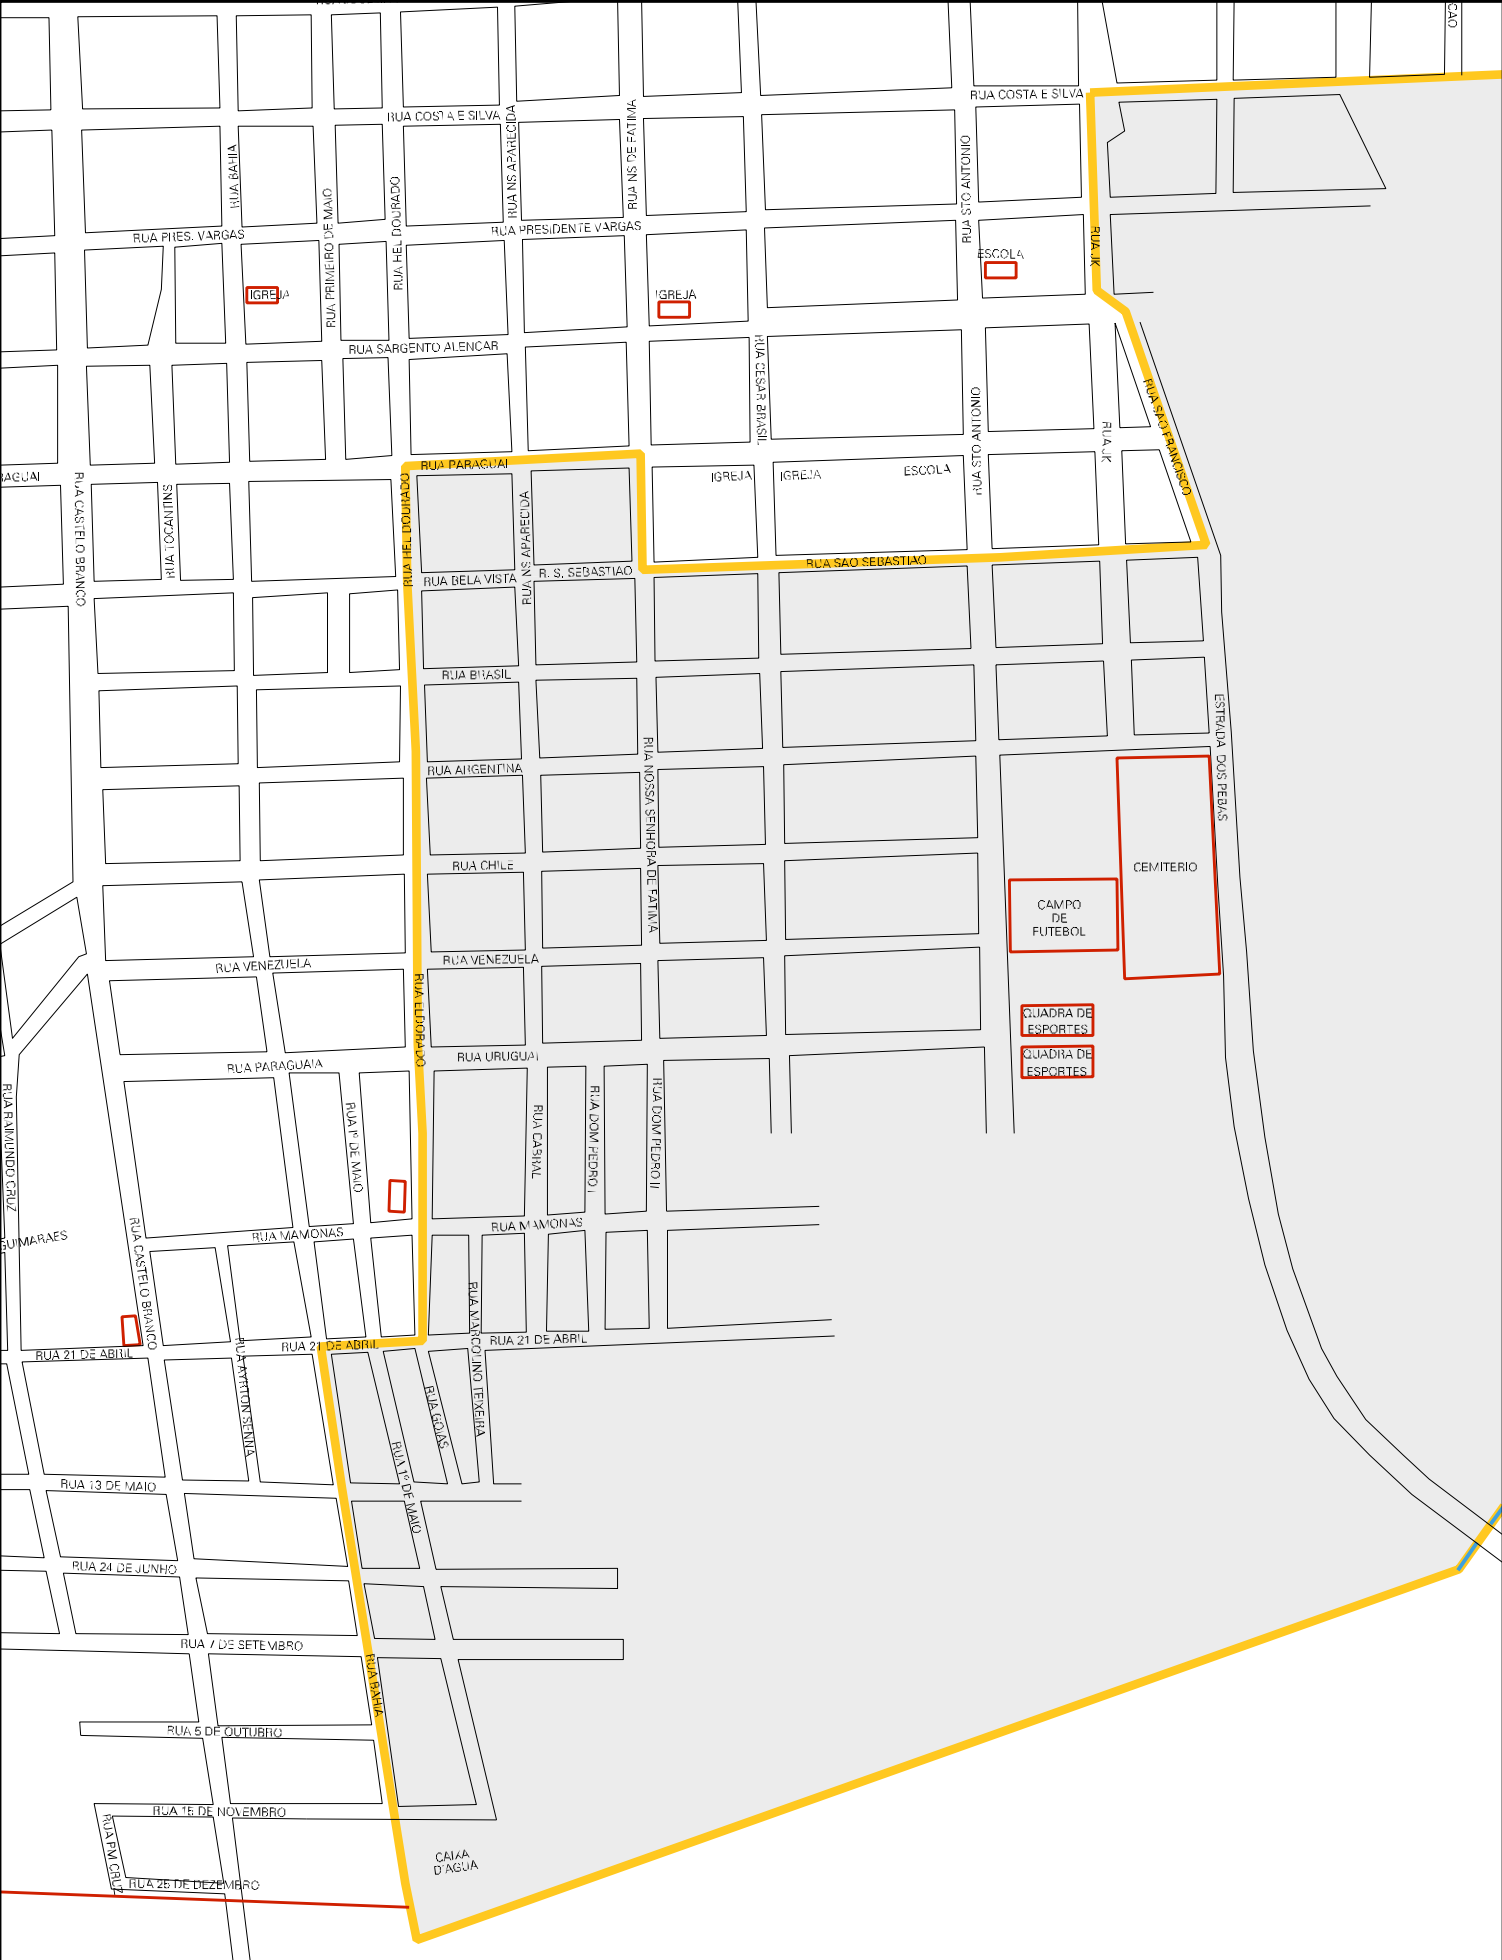 CAO
RUA COSTA E SILVA
RUA COSTA E SILVA
RUA NS APARECIDA
RUA NS DE FATIMA
RUA BAHIA
RUA STO ANTONIO
RUA PRIMEIRO DE MAIO
RUA HEL DOURADO
RUA PRES. VARGAS
RUA PRESIDENTE VARGAS
RUA JK
ESCOLA
IGREJA
IGREJA
RUA SARGENTO ALENCAR
RUA CESAR BRASIL
RUA STO ANTONIO
RUA SAO FRANCISCO
RUA JK
RUA PARAGUAI
AGUAI
IGREJA
IGREJA
ESCOLA
RUA CASTELO BRANCO
RUA TOCANTINS
RUA HEL DOURADO
RUA NS APARECIDA
RUA SAO SEBASTIAO
R. S. SEBASTIAO
RUA BELA VISTA
RUA BRASIL
ESTRADA DOS PEBAS
RUA NOSSA SENHORA DE FATIMA
RUA ARGENTINA
RUA CHILE
CEMITERIO
CAMPO
DE
FUTEBOL
RUA VENEZUELA
RUA VENEZUELA
RUA ELDORADO
QUADRA DE
ESPORTES
QUADRA DE
ESPORTES
RUA URUGUAI
RUA PARAGUAIA
RUA RAIMUNDO CRUZ
RUA 1º DE MAIO
RUA CABRAL
RUA DOM PEDRO I
RUA DOM PEDRO II
RUA MAMONAS
RUA MAMONAS
GUIMARAES
RUA CASTELO BRANCO
RUA MARCOLINO TEIXEIRA
RUA 21 DE ABRIL
RUA 21 DE ABRIL
RUA 21 DE ABRIL
RUA AYRTON SENNA
RUA GOIAS
RUA 1º DE MAIO
RUA 13 DE MAIO
RUA 24 DE JUNHO
RUA 7 DE SETEMBRO
RUA BAHIA
RUA 5 DE OUTUBRO
RUA 15 DE NOVEMBRO
RUA PM CRUZ
CAIXA
D'AGUA
RUA 25 DE DEZEMBRO